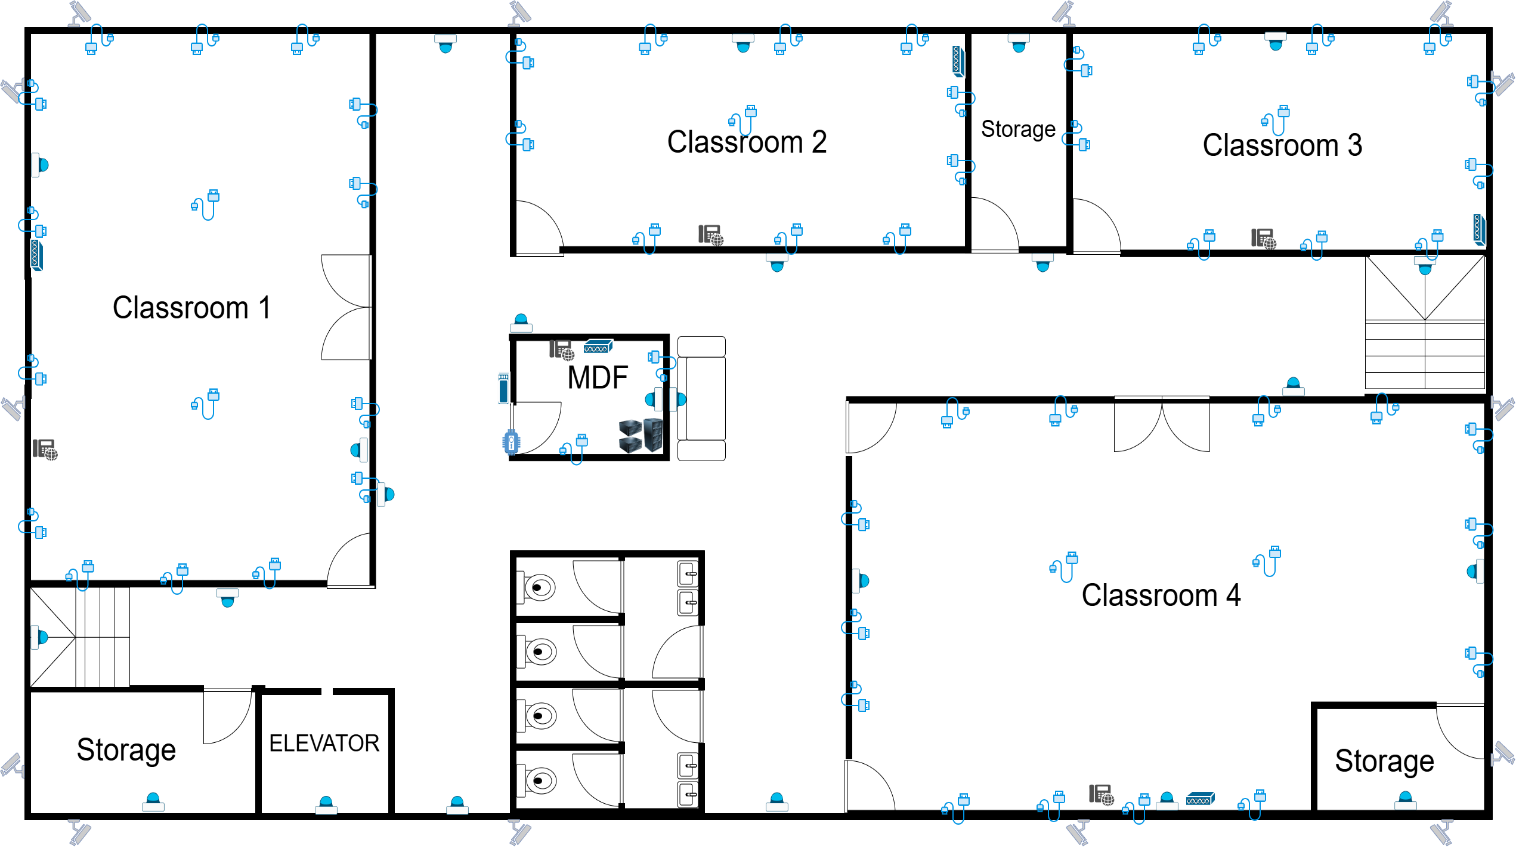 Storage
Classroom 2
Classroom 3
Classroom 1
MDF
Classroom 4
Storage
ELEVATOR
Storage